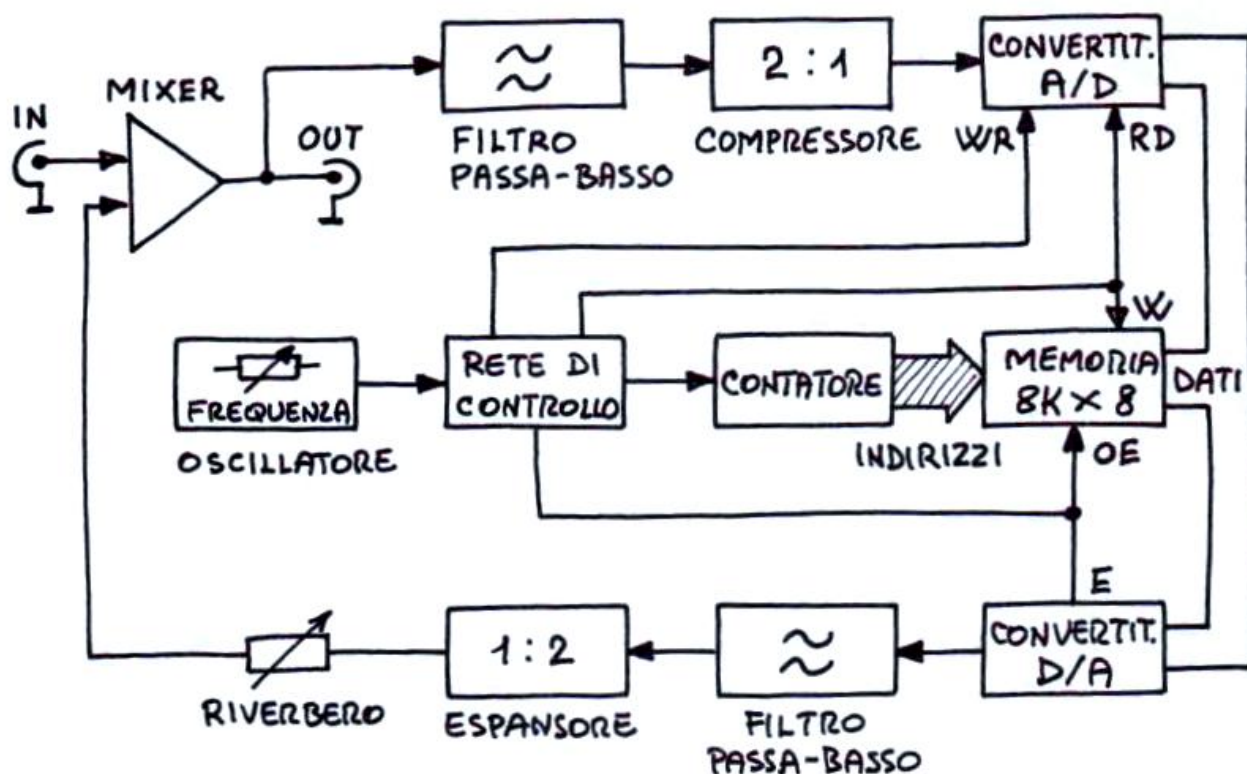 IN
MIXER
OUT
FILTRO
PASSA-BASSO
2:1
COMPRESSORE
CONVERTIT.
A/D
WR
RD
FREQUENZA
OSCILLATORE
RETE DI
CONTROLLO
CONTATORE
INDIRIZZI
W
MEMORIA
8K×8
DATI
OE
RIVERBERO
1:2
ESPANSORE
FILTRO
PASSA-BASSO
E
CONVERTIT.
D/A